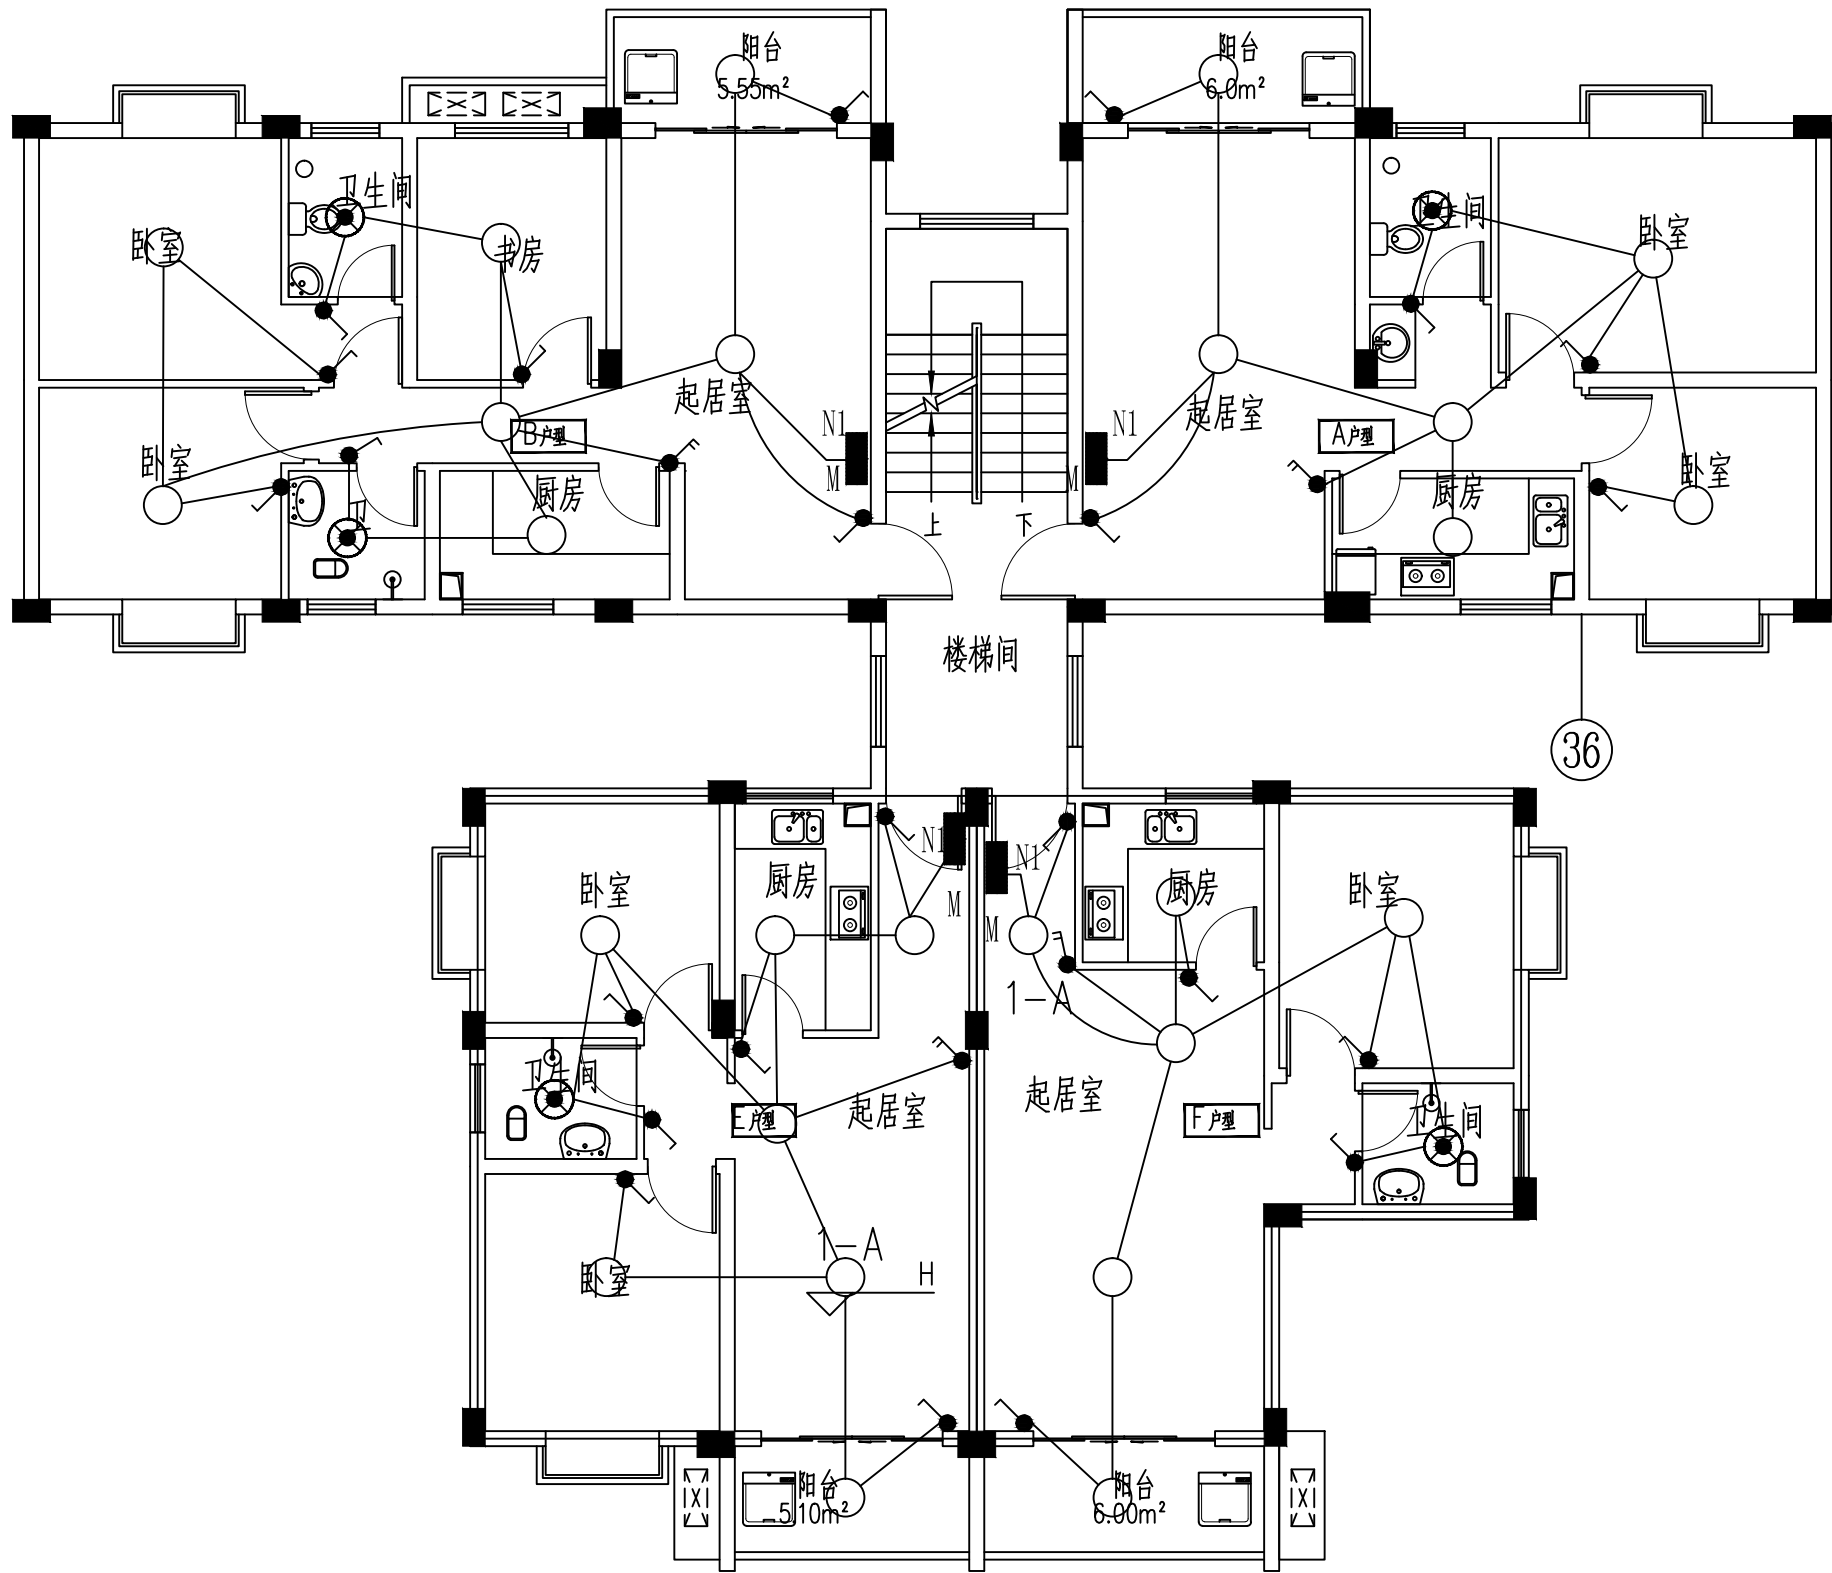 阳台
5.55m²
阳台
6.0m²
卫生间
卫生间
卧室
书房
卧室
起居室
N1
起居室
N1
B户型
A户型
卧室
M
M
厨房
厨房
卧室
卫
上
下
楼梯间
36
N1
N1
卧室
厨房
M
厨房
卧室
M
1-A
卫生间
起居室
起居室
E户型
F户型
卫生间
1-A
H
卧室
阳台
5.10m²
阳台
6.00m²